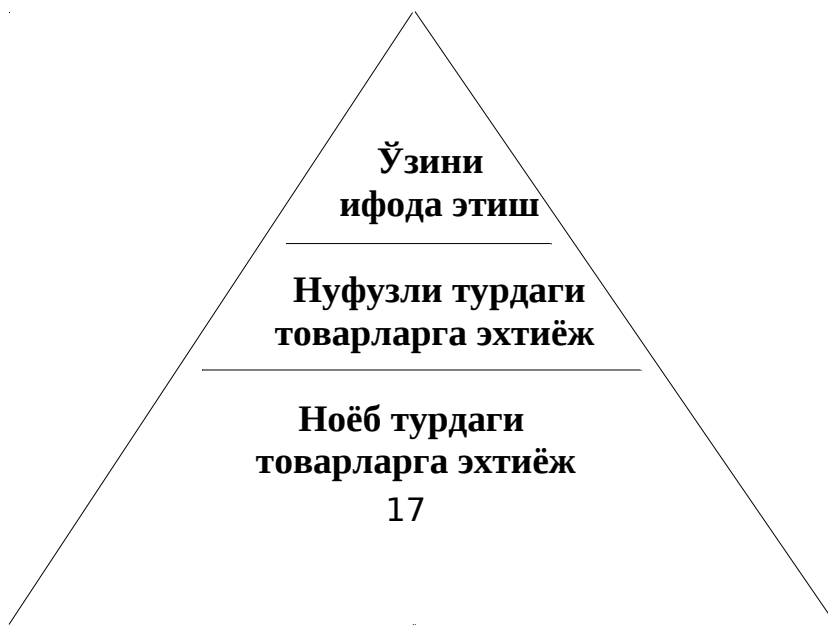 Ўзини
ифода этиш
Нуфузли турдаги
товарларга эхтиёж
Ноёб турдаги
товарларга эхтиёж
17